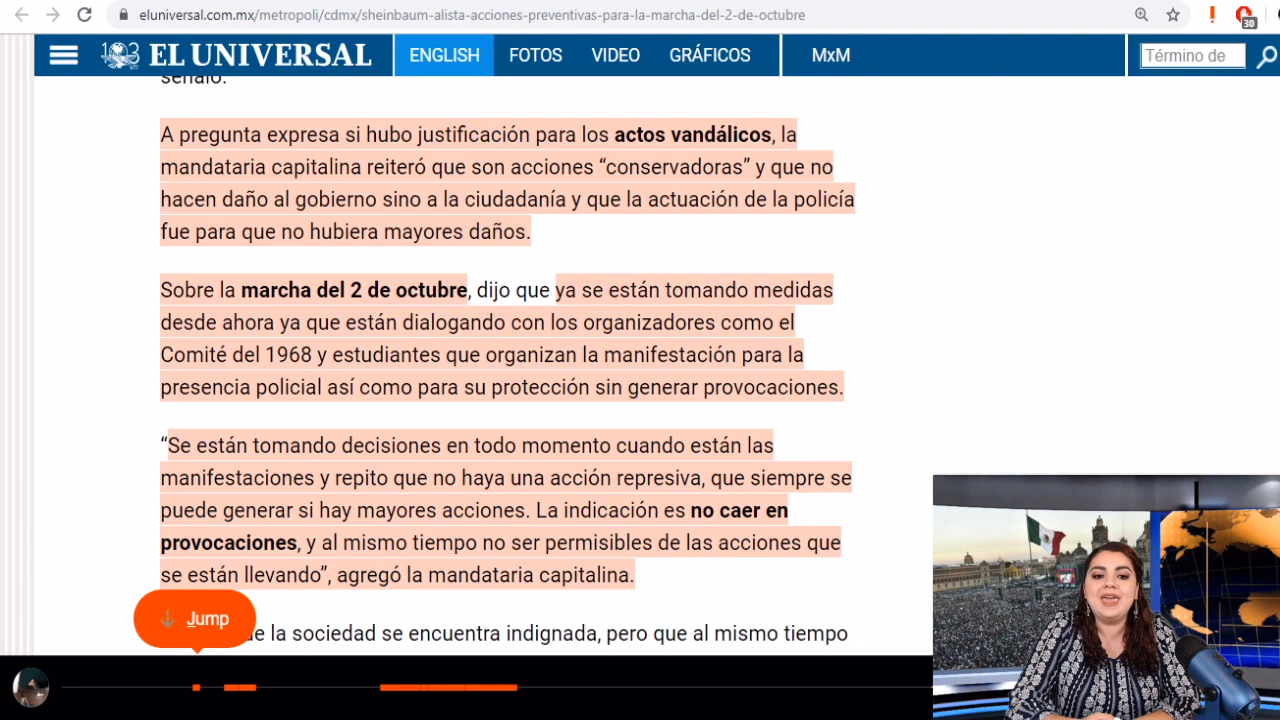 eluniversal.com.mx/metropoli/cdmx/sheinbaum-alista-acciones-preventivas-para-la-marcha-del-2-de-octubre
30
103 EL UNIVERSAL ENGLISH FOTOS VIDEO GRÁFICOS MxM Término de
señaló.
A pregunta expresa si hubo justificación para los actos vandálicos, la
mandataria capitalina reiteró que son acciones “conservadoras” y que no
hacen daño al gobierno sino a la ciudadanía y que la actuación de la policía
fue para que no hubiera mayores daños.
Sobre la marcha del 2 de octubre, dijo que ya se están tomando medidas
desde ahora ya que están dialogando con los organizadores como el
Comité del 1968 y estudiantes que organizan la manifestación para la
presencia policial así como para su protección sin generar provocaciones.
“Se están tomando decisiones en todo momento cuando están las
manifestaciones y repito que no haya una acción represiva, que siempre se
puede generar si hay mayores acciones. La indicación es no caer en
provocaciones, y al mismo tiempo no ser permisibles de las acciones que
se están llevando”, agregó la mandataria capitalina.
de la sociedad se encuentra indignada, pero que al mismo tiempo
Jump